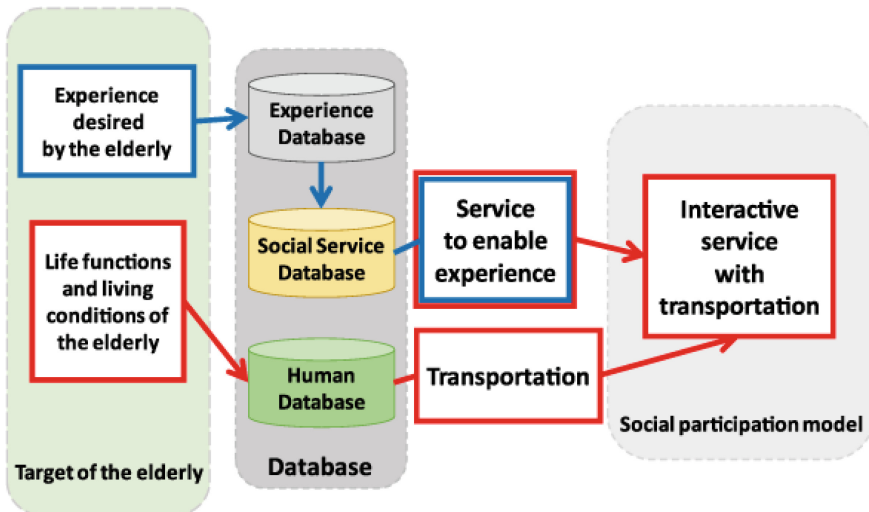 Experience
desired
by the elderly
Life functions
and living
conditions of
the elderly
Target of the elderly
Experience
Database
Social Service
Database
Human
Database
Database
Service
to enable
experience
Transportation
Interactive
service
with
transportation
Social participation model